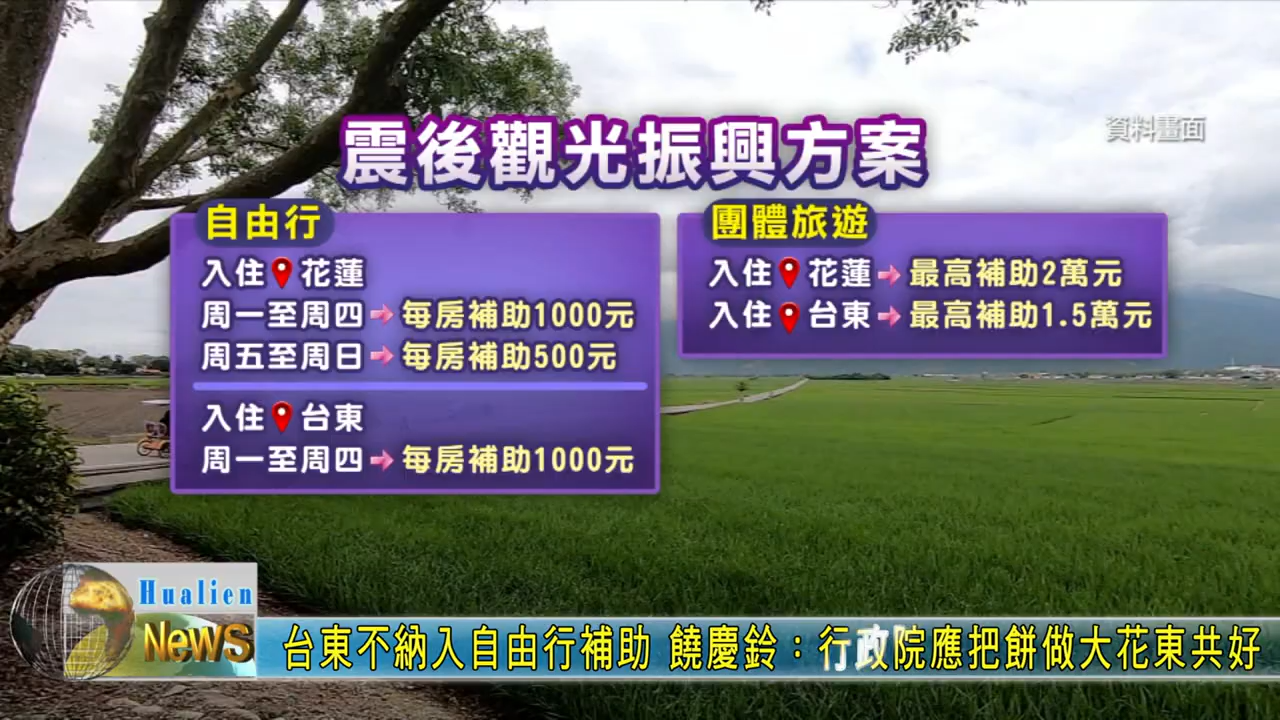 資料畫面
震後觀光振興方案
自由行
入住 花蓮
周一至周四➡每房補助1000元
周五至周日➡每房補助500元
入住 台東
周一至周四➡每房補助1000元
團體旅遊
入住 花蓮➡最高補助2萬元
入住 台東➡最高補助1.5萬元
Hualien
NewS
台東不納入自由行補助 饒慶鈴：行政院應把餅做大花東共好